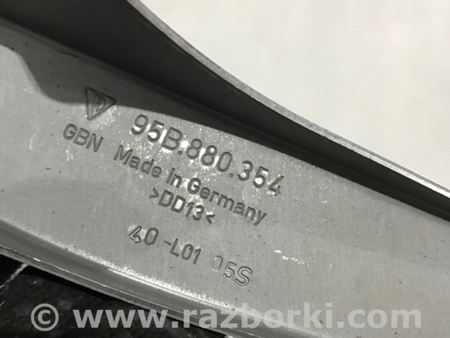 95B.880.354
GBN Made in Germany
>DD13<
40-L01 05S
© www.razborki.com